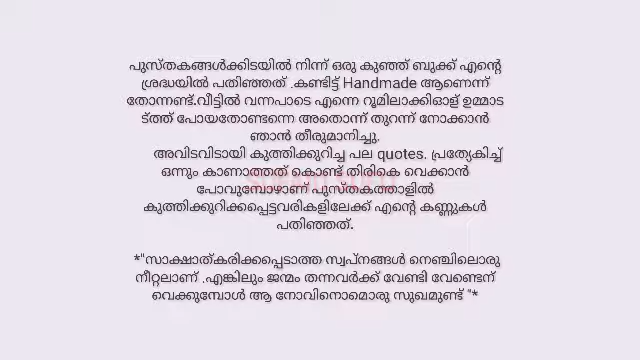 പുസ്തകങ്ങൾക്കിടയിൽ നിന്ന് ഒരു കുഞ്ഞ് ബുക്ക് എന്റെ
ശ്രദ്ധയിൽ പതിഞ്ഞത് .കണ്ടിട്ട് Handmade ആണെന്ന്
തോന്നണ്ട്.വീട്ടിൽ വന്നപാടെ എന്നെ റൂമിലാക്കിഓള് ഉമ്മാട
ട്ത്ത് പോയതോണ്ടന്നെ അതൊന്ന് തുറന്ന് നോക്കാൻ
ഞാൻ തീരുമാനിച്ചു.
അവിടവിടായി കുത്തിക്കുറിച്ച പല quotes. പ്രത്യേകിച്ച്
ഒന്നും കാണാത്തത് കൊണ്ട് തിരികെ വെക്കാൻ
പോവുമ്പോഴാണ് പുസ്തകത്താളിൽ
കുത്തിക്കുറിക്കപ്പെട്ടവരികളിലേക്ക് എന്റെ കണ്ണുകൾ
പതിഞ്ഞത്.
*"സാക്ഷാത്കരിക്കപ്പെടാത്ത സ്വപ്നങ്ങൾ നെഞ്ചിലൊരു
നീറ്റലാണ് .എങ്കിലും ജന്മം തന്നവർക്ക് വേണ്ടി വേണ്ടെന്
വെക്കുമ്പോൾ ആ നോവിനൊമൊരു സുഖമുണ്ട് "*